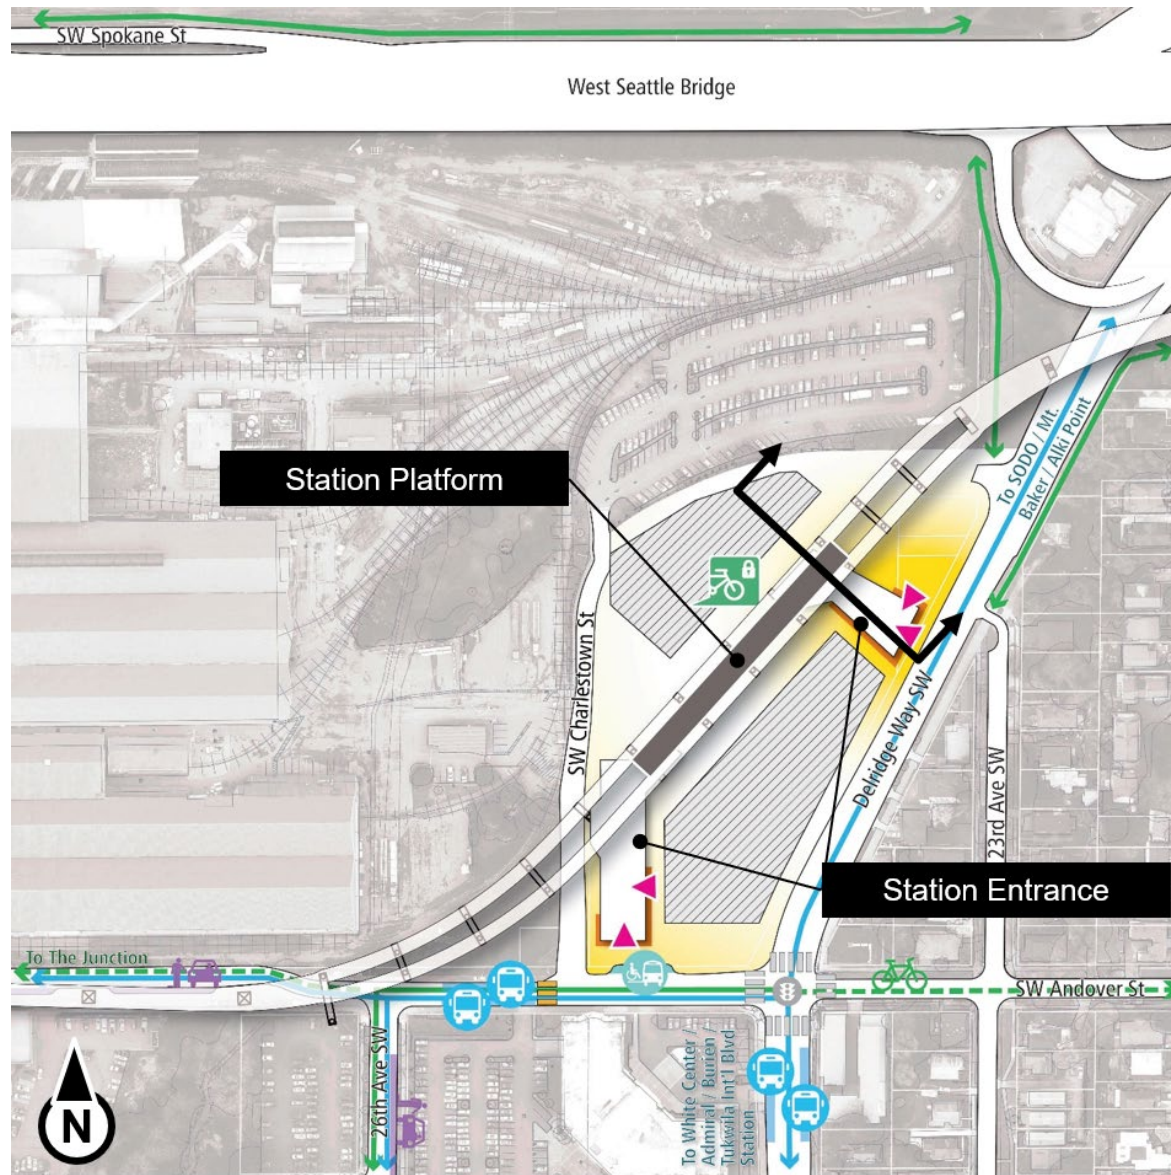 SW Spokane St
West Seattle Bridge
To SODO / Mt.
Baker / Alki Point
Station Platform
SW Charlestown St
Delridge Way SW
23rd Ave SW
Station Entrance
To The Junction
SW Andover St
26th Ave SW
To White Center /
Admiral / Burien /
Tukwila Int'l Blvd
Station
N